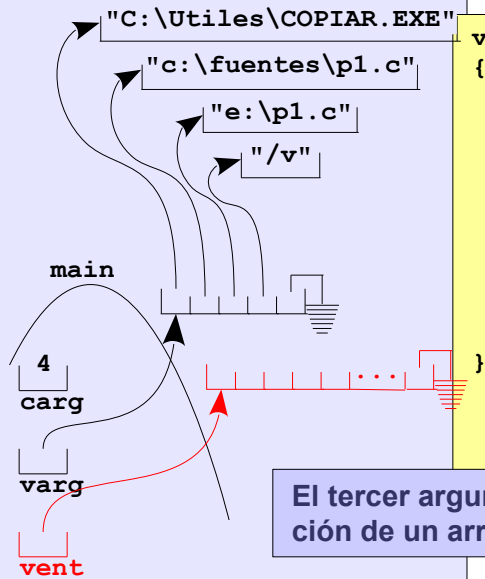 "C:\Utiles\COPIAR.EXE"
v
{
"c:\fuentes\p1.c"
"e:\p1.c"
"/v"
main
4
carg
}
...
varg
El tercer argu
ción de un arr
vent